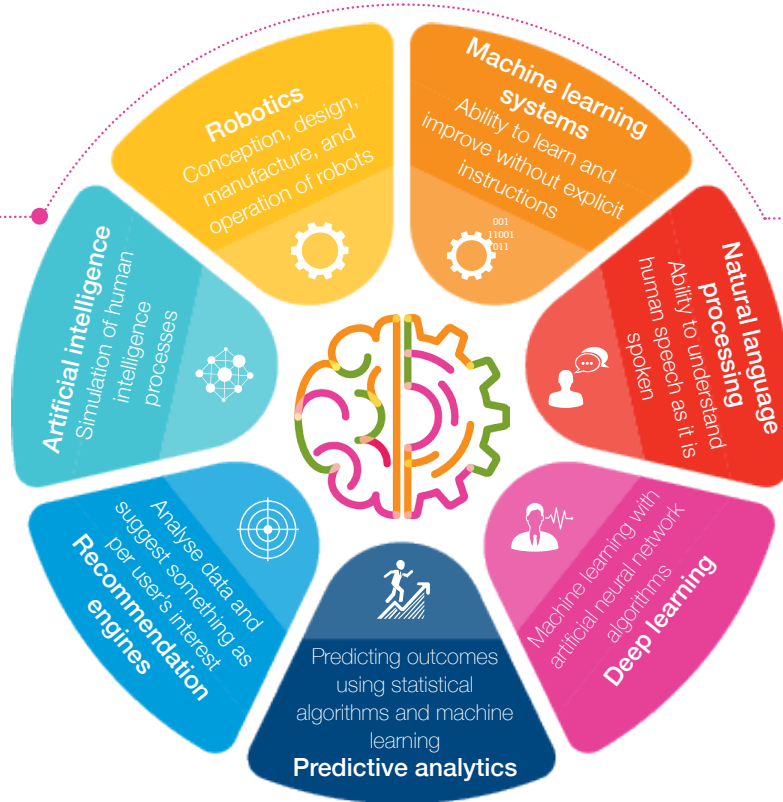 Robotics
Conception, design,
manufacture, and
operation of robots
Machine learning
systems
Ability to learn and
improve without explicit
instructions
001
11001
011
Natural language
processing
Ability to understand
human speech as it is
spoken
Machine learning with
artificial neural network
algorithms
Deep learning
Predicting outcomes
using statistical
algorithms and machine
learning
Predictive analytics
Analyse data and
suggest something as
per user's interest
Recommendation
engines
Artificial intelligence
Simulation of human
intelligence
processes